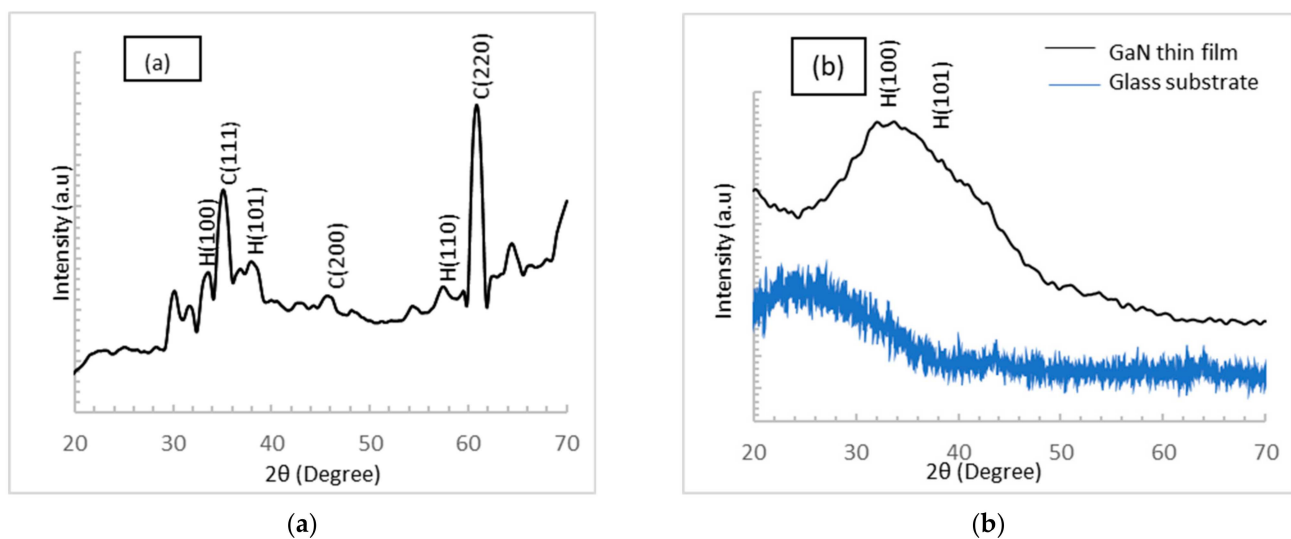 (a)
H(100)
C(111)
H(101)
C(200)
H(110)
C(220)
Intensity (a.u)
20 30 40 50 60 70
2θ (Degree)
(a)
(b)
H(100)
H(101)
GaN thin film
Glass substrate
Intensity (a.u)
20 30 40 50 60 70
2θ (Degree)
(b)